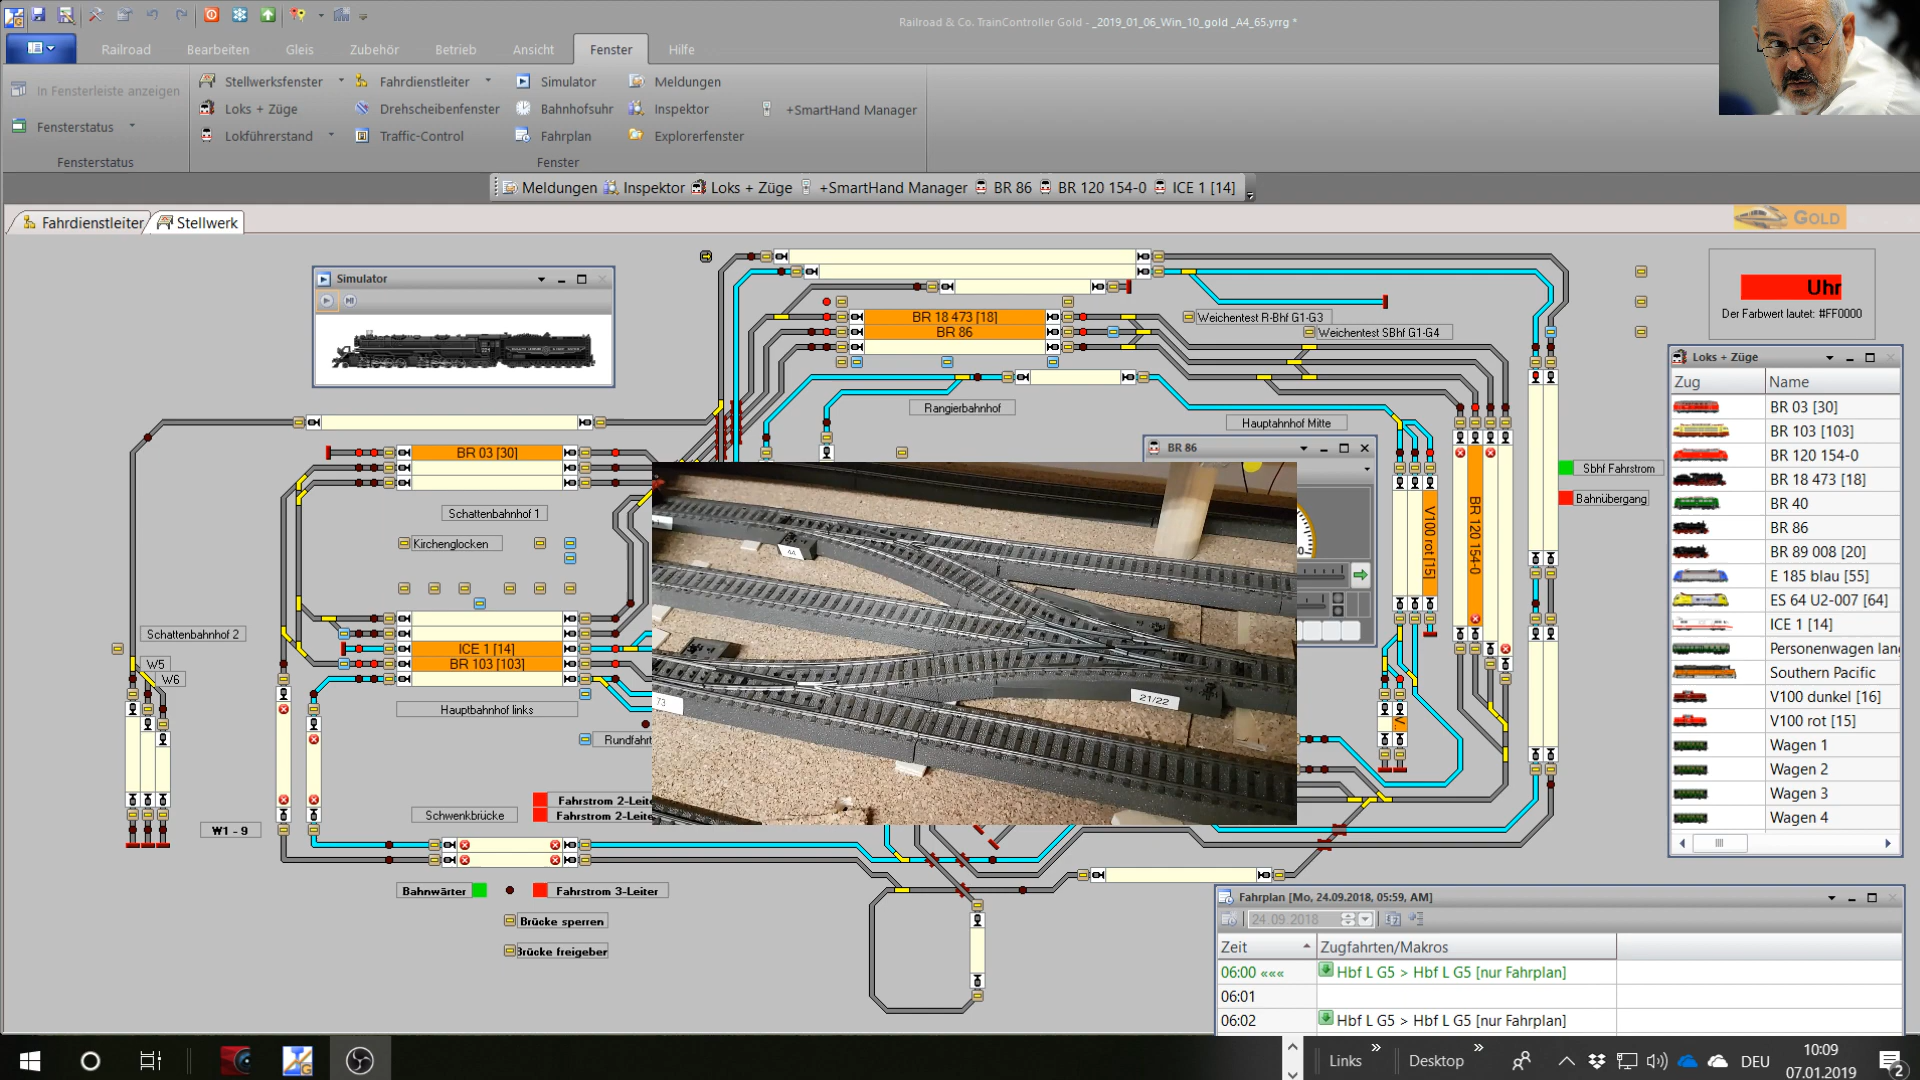 Railroad & Co. TrainController Gold - _2019_01_06_Win_10_gold _A4_65.yrrg *
Railroad
Bearbeiten
Gleis
Zubehör
Betrieb
Ansicht
Fenster
Hilfe
In Fensterleiste anzeigen
Fensterstatus
Fensterstatus
Stellwerksfenster
Loks + Züge
Lokführerstand
Fahrdienstleiter
Drehscheibenfenster
Traffic-Control
Simulator
Bahnhofsuhr
Fahrplan
Meldungen
Inspektor
Explorerfenster
+SmartHand Manager
Fenster
Meldungen
Inspektor
Loks + Züge
+SmartHand Manager
BR 86
BR 120 154-0
ICE 1 [14]
Fahrdienstleiter
Stellwerk
GOLD
Simulator
Uhr
Der Farbwert lautet: #FF0000
BR 18 473 [18]
BR 86
Weichentest R-Bhf G1-G3
Weichentest SBhf G1-G4
Rangierbahnhof
Hauptahnhof Mitte
BR 86
BR 03 [30]
Schattenbahnhof 1
Kirchenglocken
Schattenbahnhof 2
W5
W6
ICE 1 [14]
BR 103 [103]
Hauptbahnhof links
Rundfahrt
V100 rot [15]
BR 120 154-0
V.
Sbhf Fahrstrom
Bahnübergang
44
73
21/22
Schwenkbrücke
Fahrstrom 2-Leite
Fahrstrom 2-Leite
W1 - 9
Bahnwärter
Fahrstrom 3-Leiter
Brücke sperren
Brücke freigeber
Loks + Züge
Zug
Name
BR 03 [30]
BR 103 [103]
BR 120 154-0
BR 18 473 [18]
BR 40
BR 86
BR 89 008 [20]
E 185 blau [55]
ES 64 U2-007 [64]
ICE 1 [14]
Personenwagen lang
Southern Pacific
V100 dunkel [16]
V100 rot [15]
Wagen 1
Wagen 2
Wagen 3
Wagen 4
Fahrplan [Mo, 24.09.2018, 05:59, AM]
24.09.2018
Zeit
Zugfahrten/Makros
06:00 «««
Hbf L G5 > Hbf L G5 [nur Fahrplan]
06:01
06:02
Hbf L G5 > Hbf L G5 [nur Fahrplan]
Links
Desktop
DEU
10:09
07.01.2019
2